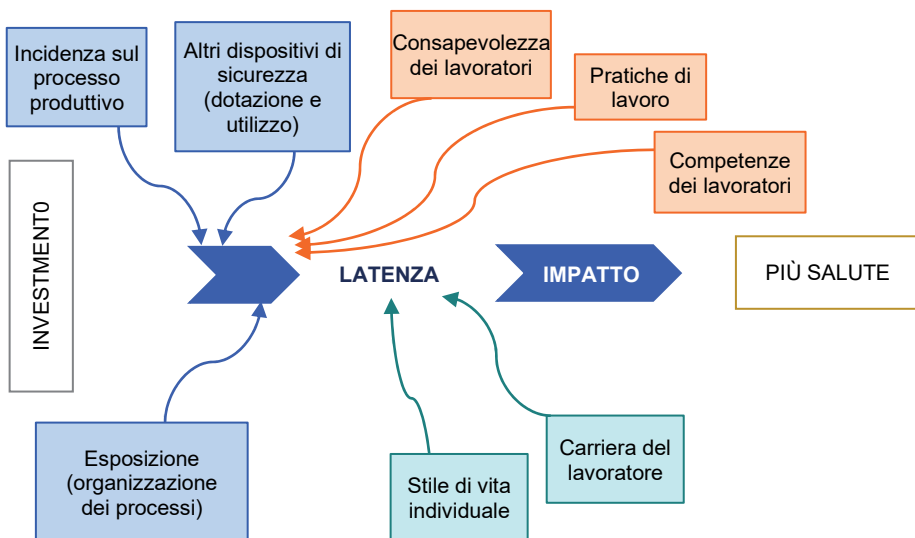 Incidenza sul
processo
produttivo
Altri dispositivi di
sicurezza
(dotazione e
utilizzo)
Consapevolezza
dei lavoratori
Pratiche di
lavoro
Competenze
dei lavoratori
INVESTMENT0
LATENZA
IMPATTO
PIÙ SALUTE
Esposizione
(organizzazione
dei processi)
Stile di vita
individuale
Carriera del
lavoratore